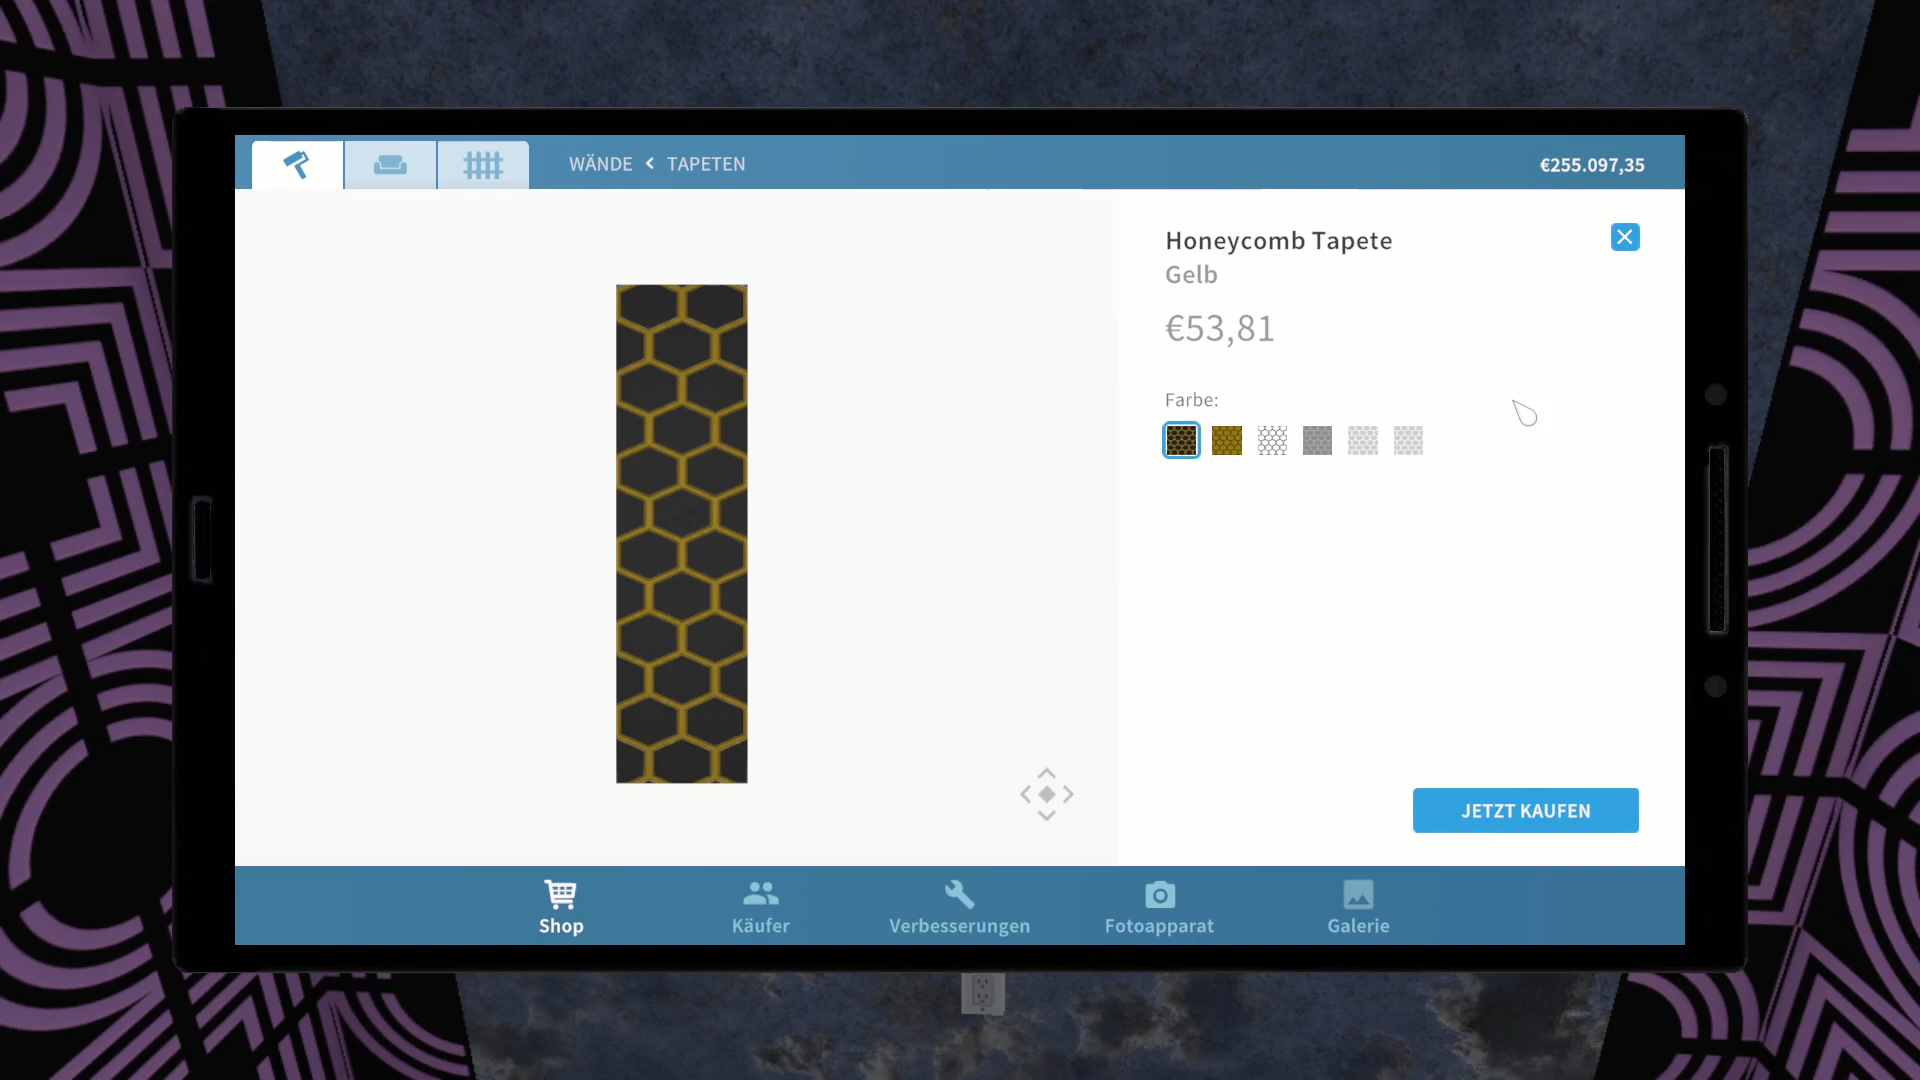 WÄNDE < TAPETEN
€255.097,35
Honeycomb Tapete
Gelb
€53,81
Farbe:
JETZT KAUFEN
Shop
Käufer
Verbesserungen
Fotoapparat
Galerie